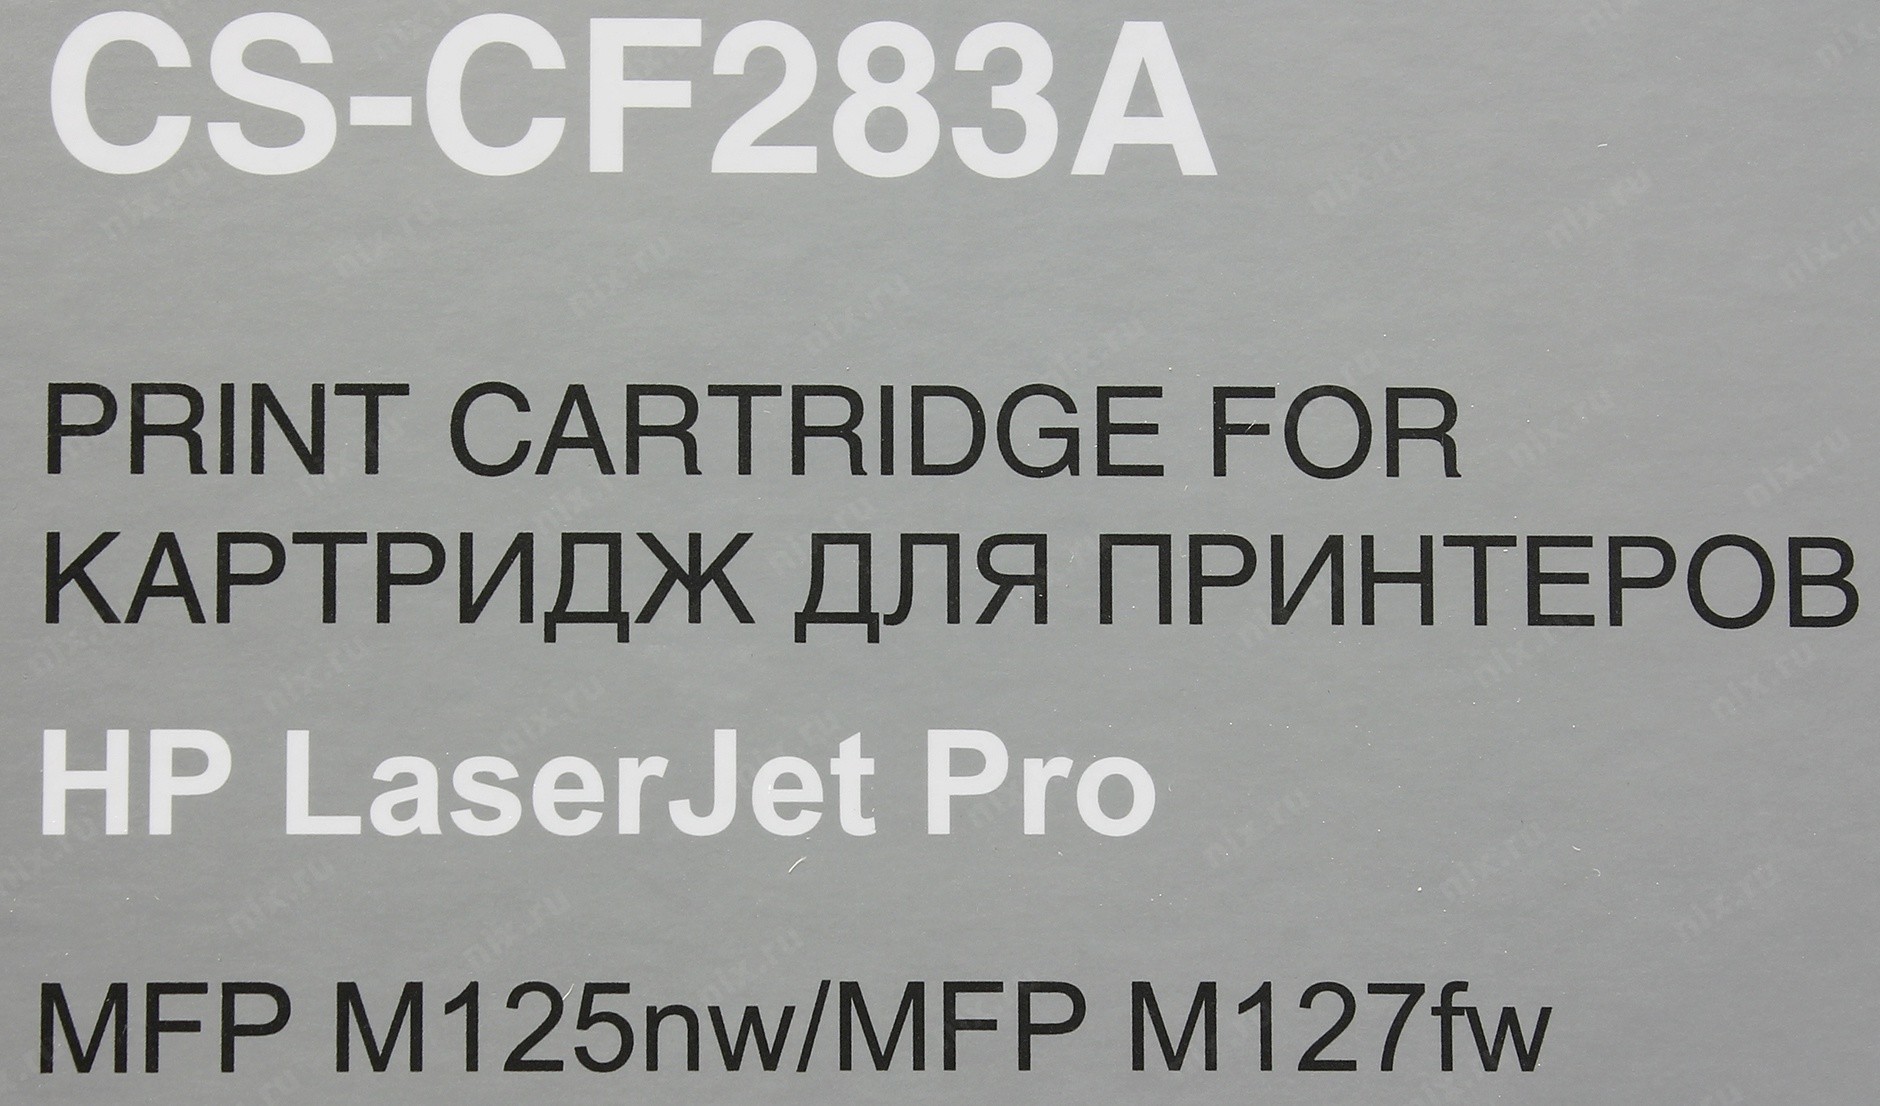 CS-CF283A
PRINT CARTRIDGE FOR
КАРТРИДЖ ДЛЯ ПРИНТЕРОВ
HP LaserJet Pro
MFP M125nw/MFP M127fw